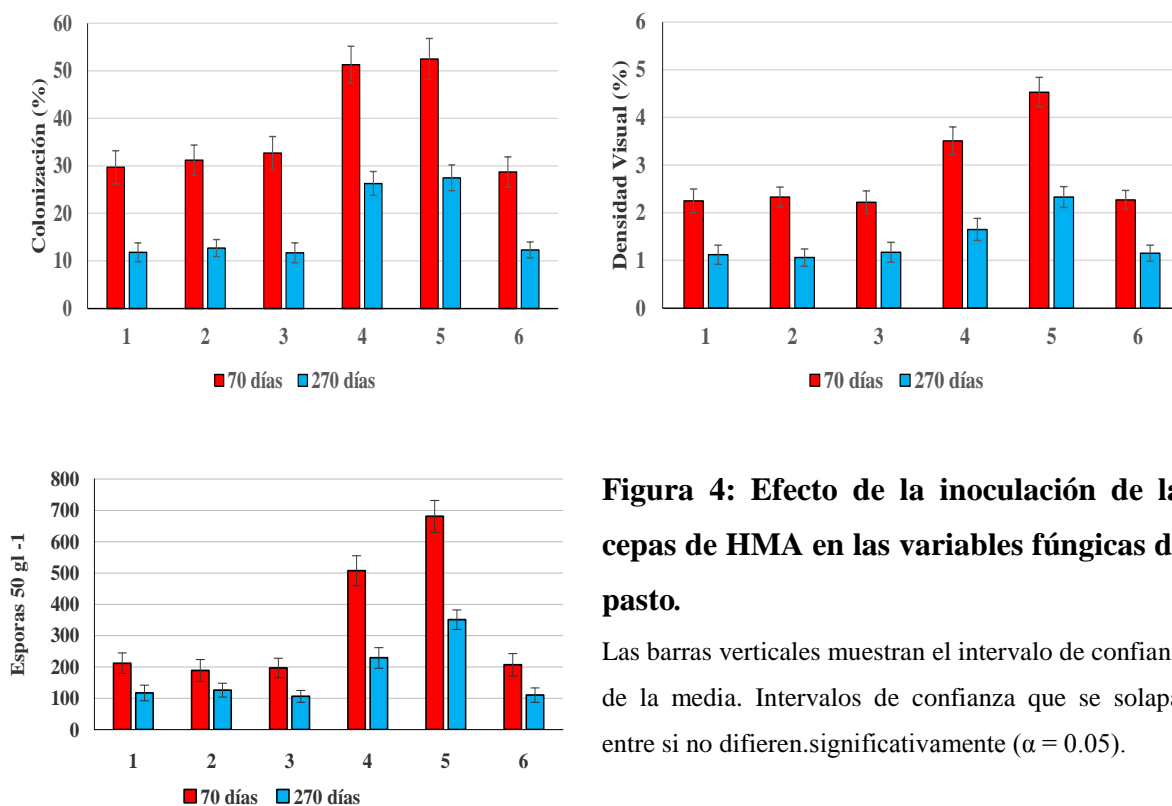 60
50
40
30
20
10
0
Colonización (%)
1 2 3 4 5 6
70 días 270 días
6
5
4
3
2
1
0
Densidad Visual (%)
1 2 3 4 5 6
70 días 270 días
800
700
600
500
400
300
200
100
0
Esporas 50 gl -1
1 2 3 4 5 6
70 días 270 días
Figura 4: Efecto de la inoculación de la
cepas de HMA en las variables fúngicas d
pasto.
Las barras verticales muestran el intervalo de confian
de la media. Intervalos de confianza que se solapa
entre si no difieren.significativamente (α = 0.05).